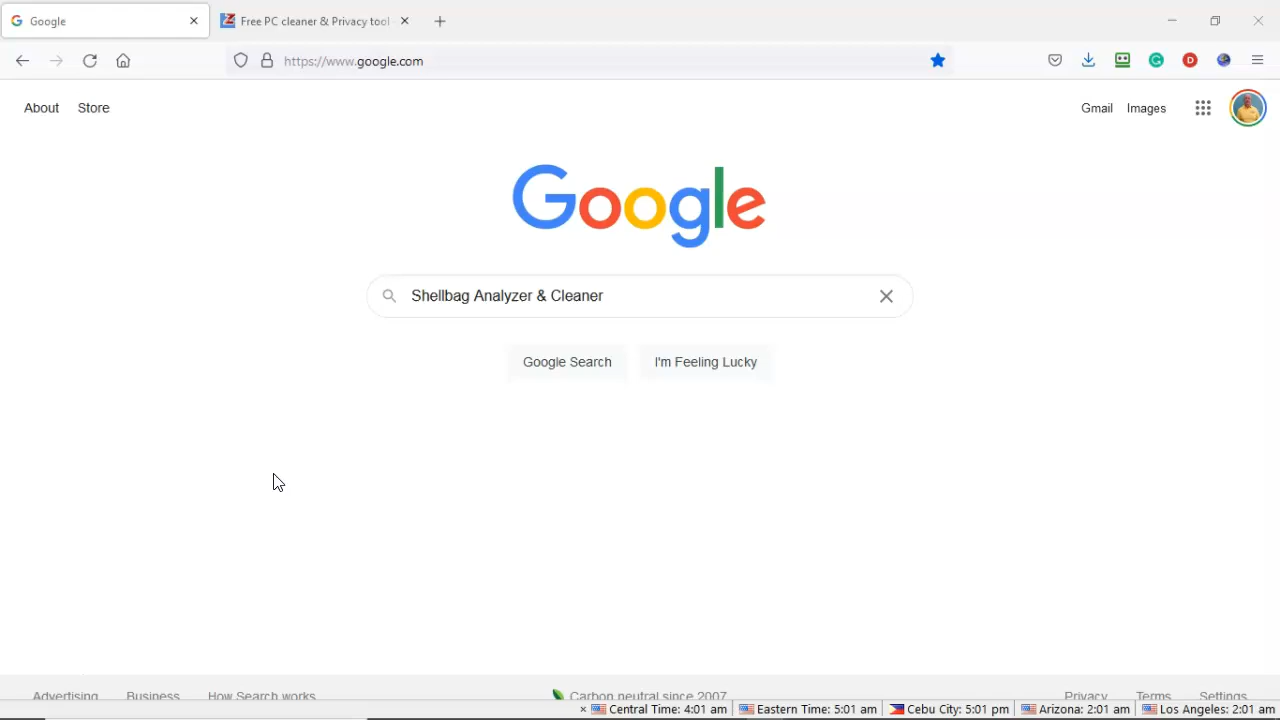 Google
Free PC cleaner & Privacy tool
https://www.google.com
D
About Store
Gmail Images
Google
Shellbag Analyzer & Cleaner
Google Search I'm Feeling Lucky
Advertising Business How Search works Carbon neutral since 2007 Privacy Terms Settings
Central Time: 4:01 am Eastern Time: 5:01 am Cebu City: 5:01 pm Arizona: 2:01 am Los Angeles: 2:01 am